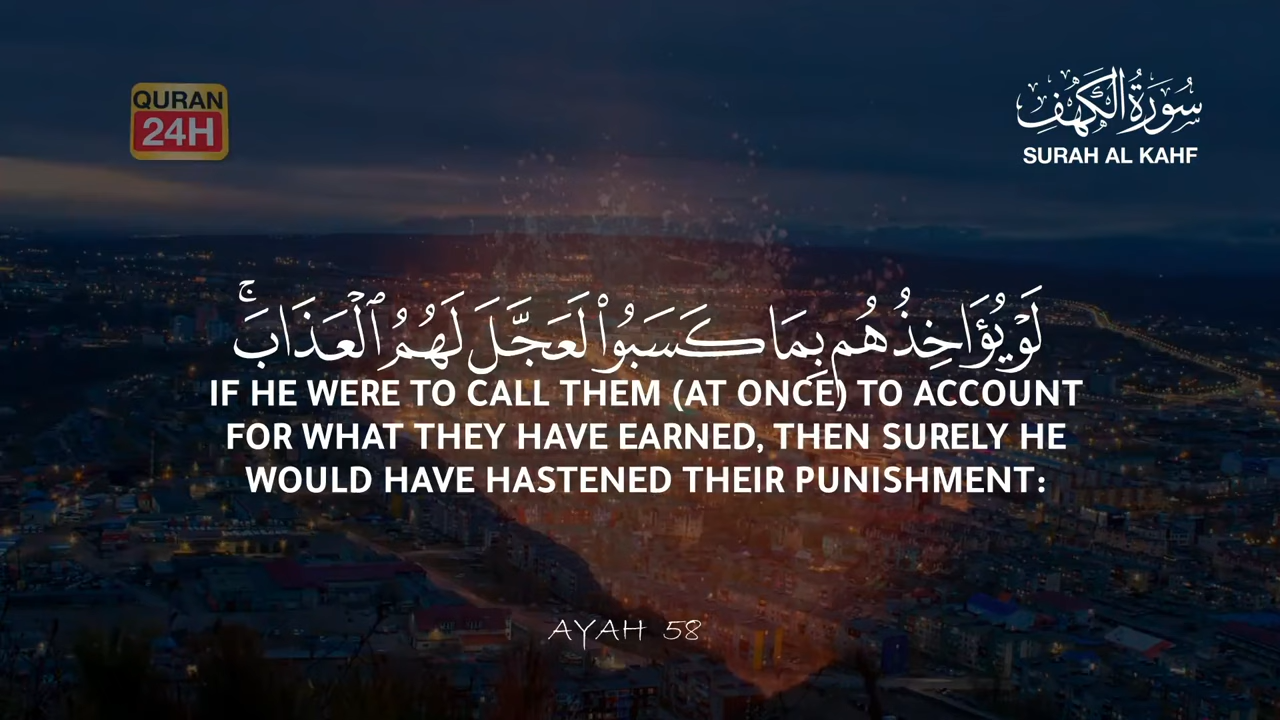 QURAN
24H
سُورَةُ الْكَهْفِ
SURAH AL KAHF
لَوْ يُؤَاخِذُهُم بِمَا كَسَبُوا۟ لَعَجَّلَ لَهُمُ ٱلْعَذَابَ ۚ
IF HE WERE TO CALL THEM (AT ONCE) TO ACCOUNT
FOR WHAT THEY HAVE EARNED, THEN SURELY HE
WOULD HAVE HASTENED THEIR PUNISHMENT:
AYAH 58